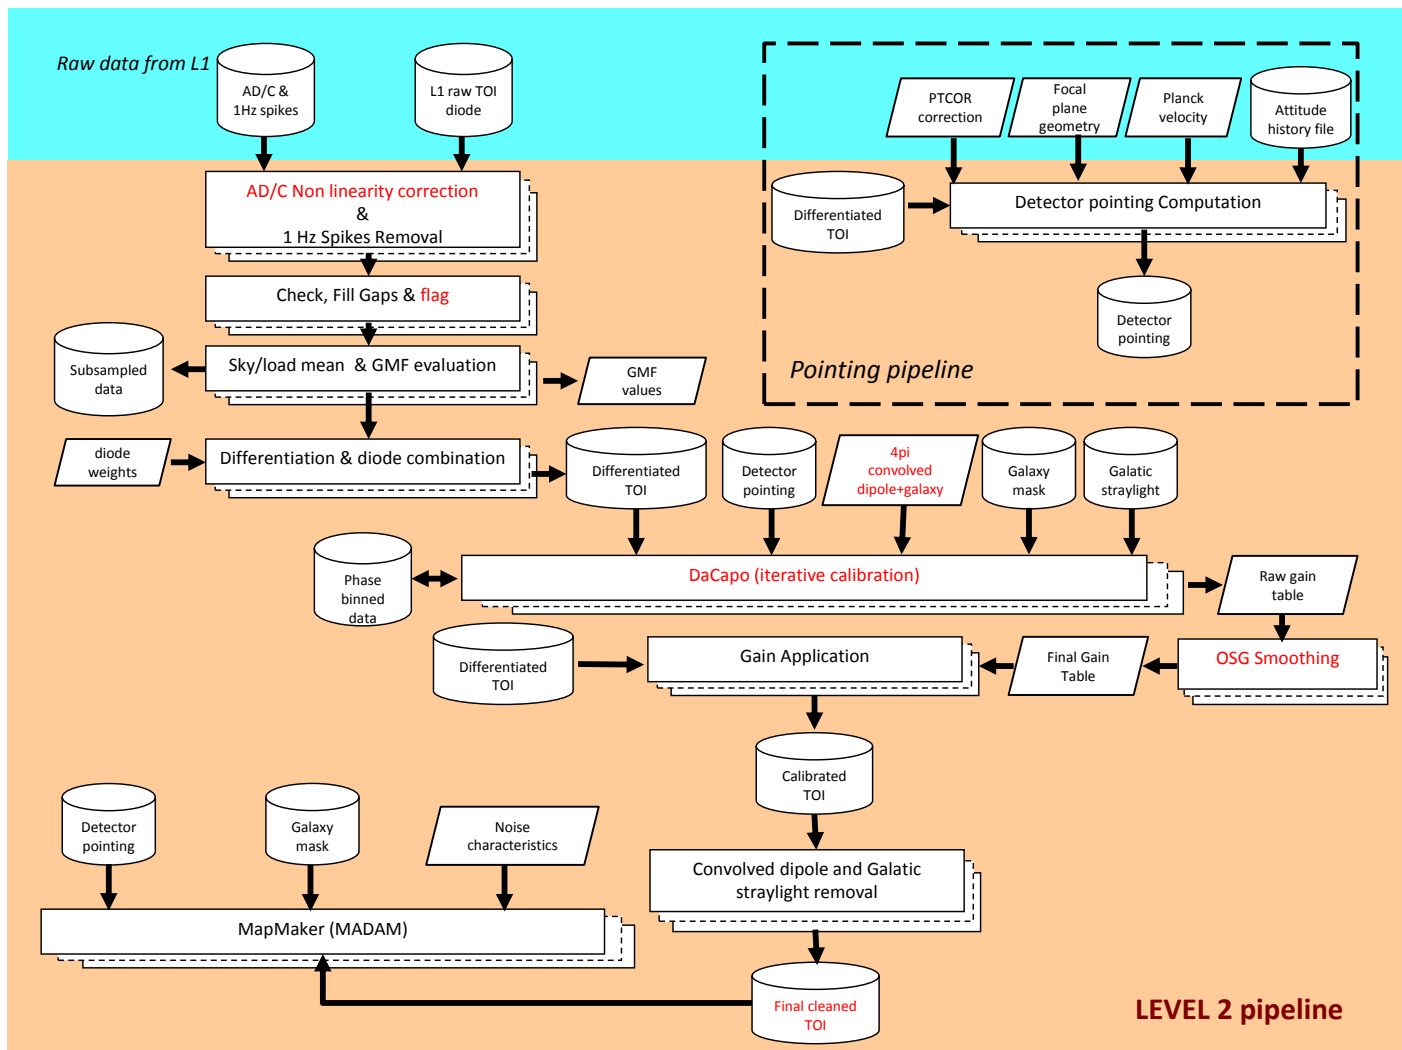 Raw data from L1
AD/C &
1Hz spikes
L1 raw TOI
diode
PTCOR
correction
Focal
plane
geometry
Planck
velocity
Attitude
history file
AD/C Non linearity correction
&
1 Hz Spikes Removal
Differentiated
TOI
Detector pointing Computation
Check, Fill Gaps & flag
Detector
pointing
Subsampled
data
Sky/load mean & GMF evaluation
GMF
values
Pointing pipeline
diode
weights
Differentiation & diode combination
Differentiated
TOI
Detector
pointing
4pi
convolved
dipole+galaxy
Galaxy
mask
Galatic
straylight
Phase
binned
data
DaCapo (iterative calibration)
Raw gain
table
Differentiated
TOI
Gain Application
Final Gain
Table
OSG Smoothing
Calibrated
TOI
Detector
pointing
Galaxy
mask
Noise
characteristics
Convolved dipole and Galatic
straylight removal
MapMaker (MADAM)
Final cleaned
TOI
LEVEL 2 pipeline